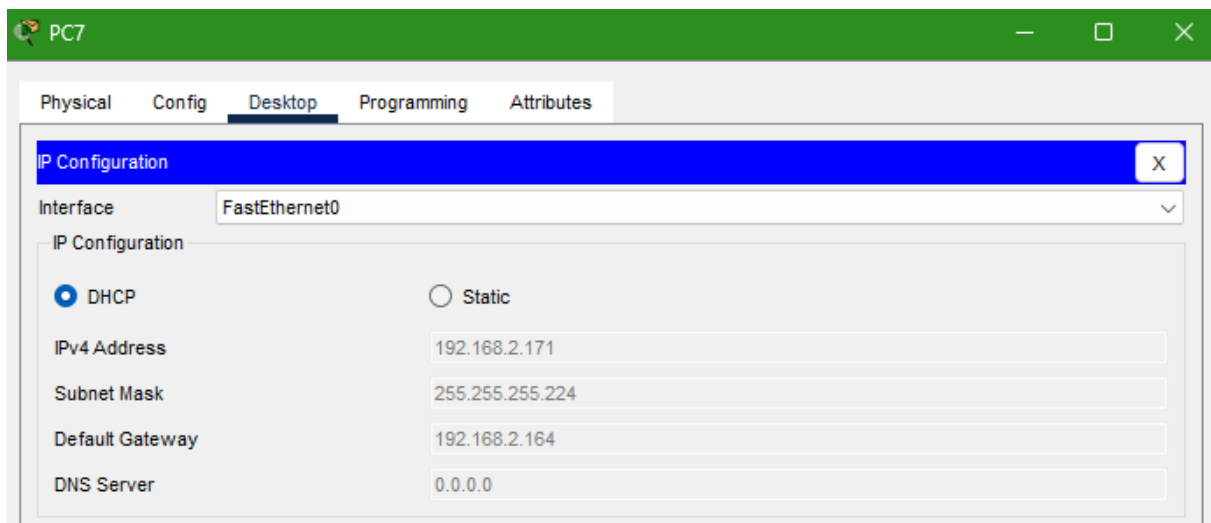 PC7
Physical Config Desktop Programming Attributes
IP Configuration X
Interface FastEthernet0
IP Configuration
DHCP Static
IPv4 Address 192.168.2.171
Subnet Mask 255.255.255.224
Default Gateway 192.168.2.164
DNS Server 0.0.0.0